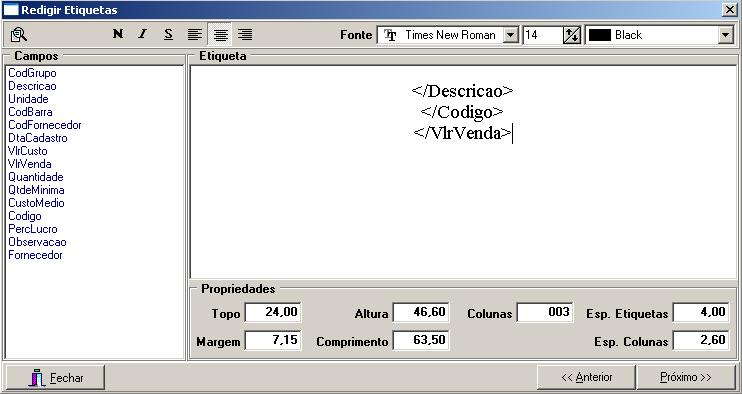 Redigir Etiquetas
N I S Fonte Times New Roman 14 Black
Campos
CodGrupo
Descricao
Unidade
CodBarra
CodFornecedor
DtaCadastro
VlrCusto
VlrVenda
Quantidade
QtdeMinima
CustoMedio
Codigo
PercLucro
Observacao
Fornecedor
Etiqueta
</Descricao>
</Codigo>
</VlrVenda>
Propriedades
Topo 24,00 Altura 46,60 Colunas 003 Esp. Etiquetas 4,00
Margem 7,15 Comprimento 63,50 Esp. Colunas 2,60
Fechar << Anterior Próximo >>